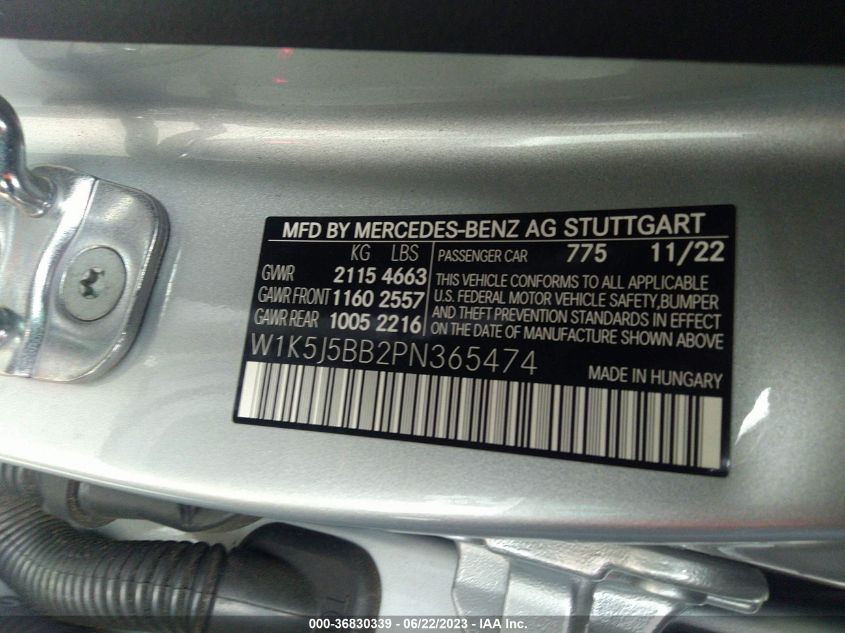 MFD BY MERCEDES-BENZ AG STUTTGART
KG LBS
GVWR 2115 4663
GAWR FRONT 1160 2557
GAWR REAR 1005 2216
PASSENGER CAR 775 11/22
THIS VEHICLE CONFORMS TO ALL APPLICABLE
U.S. FEDERAL MOTOR VEHICLE SAFETY,BUMPER
AND THEFT PREVENTION STANDARDS IN EFFECT
ON THE DATE OF MANUFACTURE SHOWN ABOVE
W1K5J5BB2PN365474
MADE IN HUNGARY
000-36830339 - 06/22/2023 - IAA Inc.